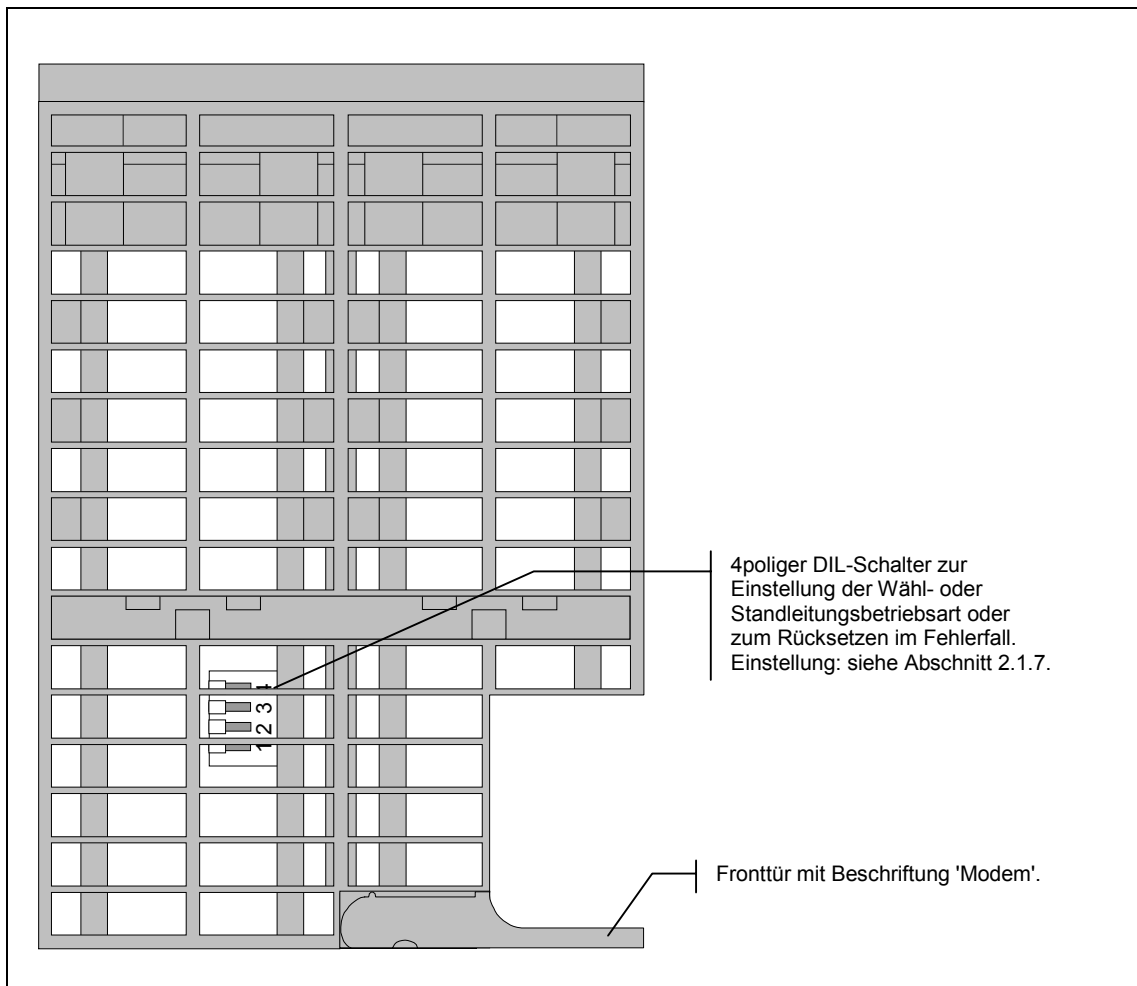 4poliger DIL-Schalter zur
Einstellung der Wähl- oder
Standleitungsbetriebsart oder
zum Rücksetzen im Fehlerfall.
Einstellung: siehe Abschnitt 2.1.7.
4
3
2
1
Fronttür mit Beschriftung 'Modem'.